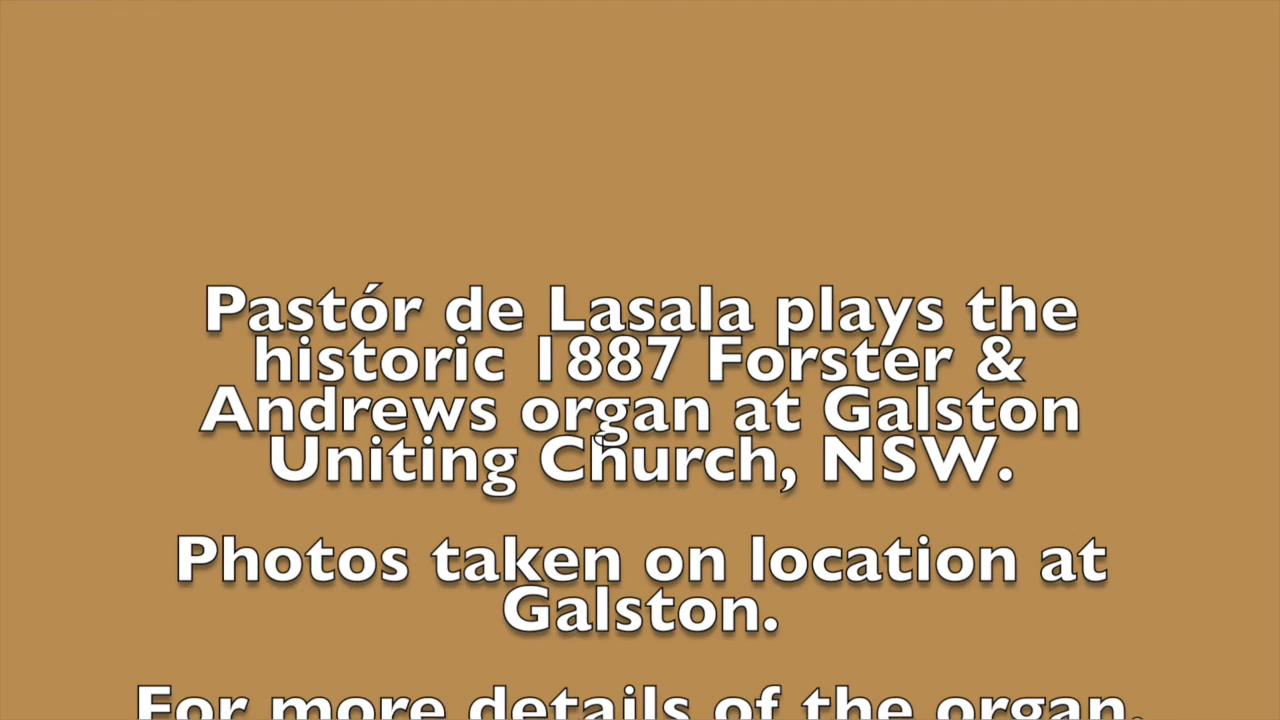 Pastór de Lasala plays the
historic 1887 Forster &
Andrews organ at Galston
Uniting Church, NSW.
Photos taken on location at
Galston.
For more details of the organ,